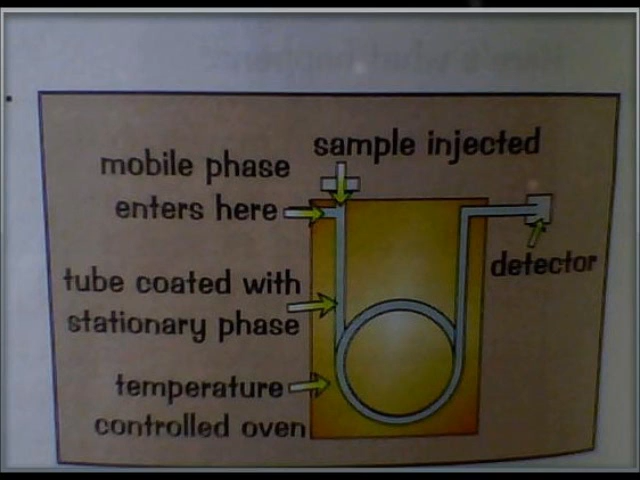 sample injected
mobile phase
enters here
detector
tube coated with
stationary phase
temperature
controlled oven